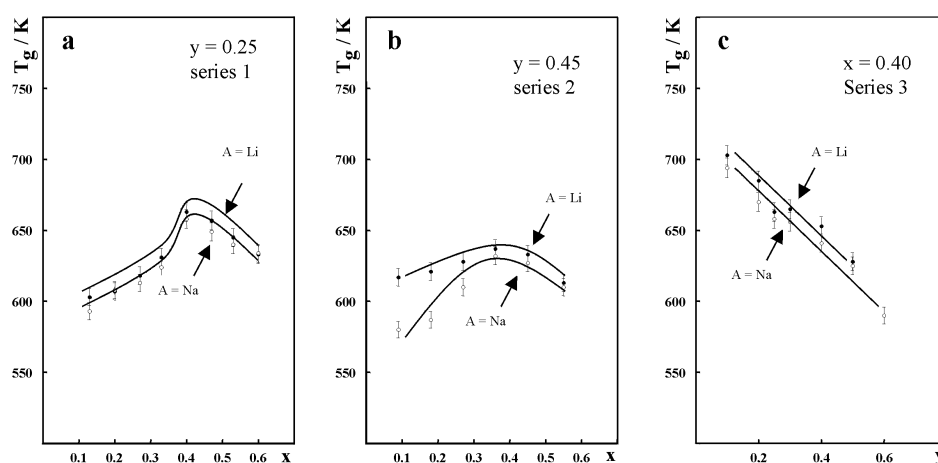 a
y = 0.25
series 1
T_g / K
750
700
650
600
550
A = Li
A = Na
0.1 0.2 0.3 0.4 0.5 0.6 x
b
y = 0.45
series 2
T_g / K
750
700
650
600
550
A = Li
A = Na
0.1 0.2 0.3 0.4 0.5 0.6 x
c
x = 0.40
Series 3
T_g / K
750
700
650
600
550
A = Li
A = Na
0.2 0.4 0.6